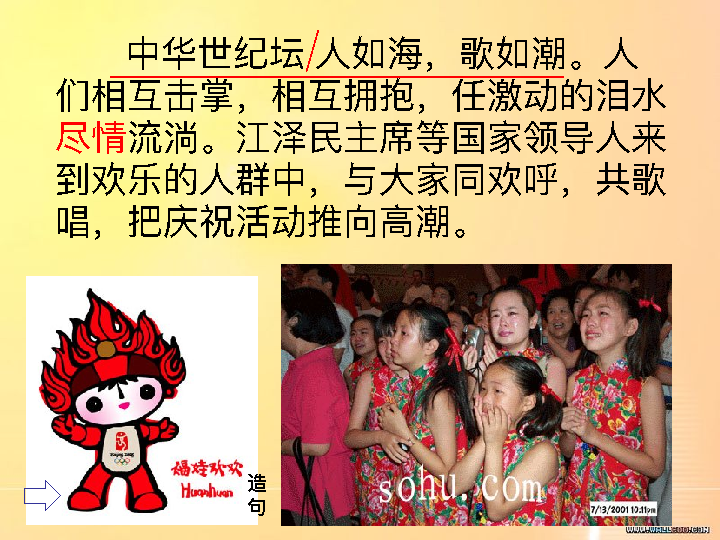 中华世纪坛/人如海，歌如潮。人
们相互击掌，相互拥抱，任激动的泪水
尽情流淌。江泽民主席等国家领导人来
到欢乐的人群中，与大家同欢呼，共歌
唱，把庆祝活动推向高潮。
Beijing 2008
福娃欢欢
Huanhuan
造
句
sohu.com
7/13/2001 10:11pm